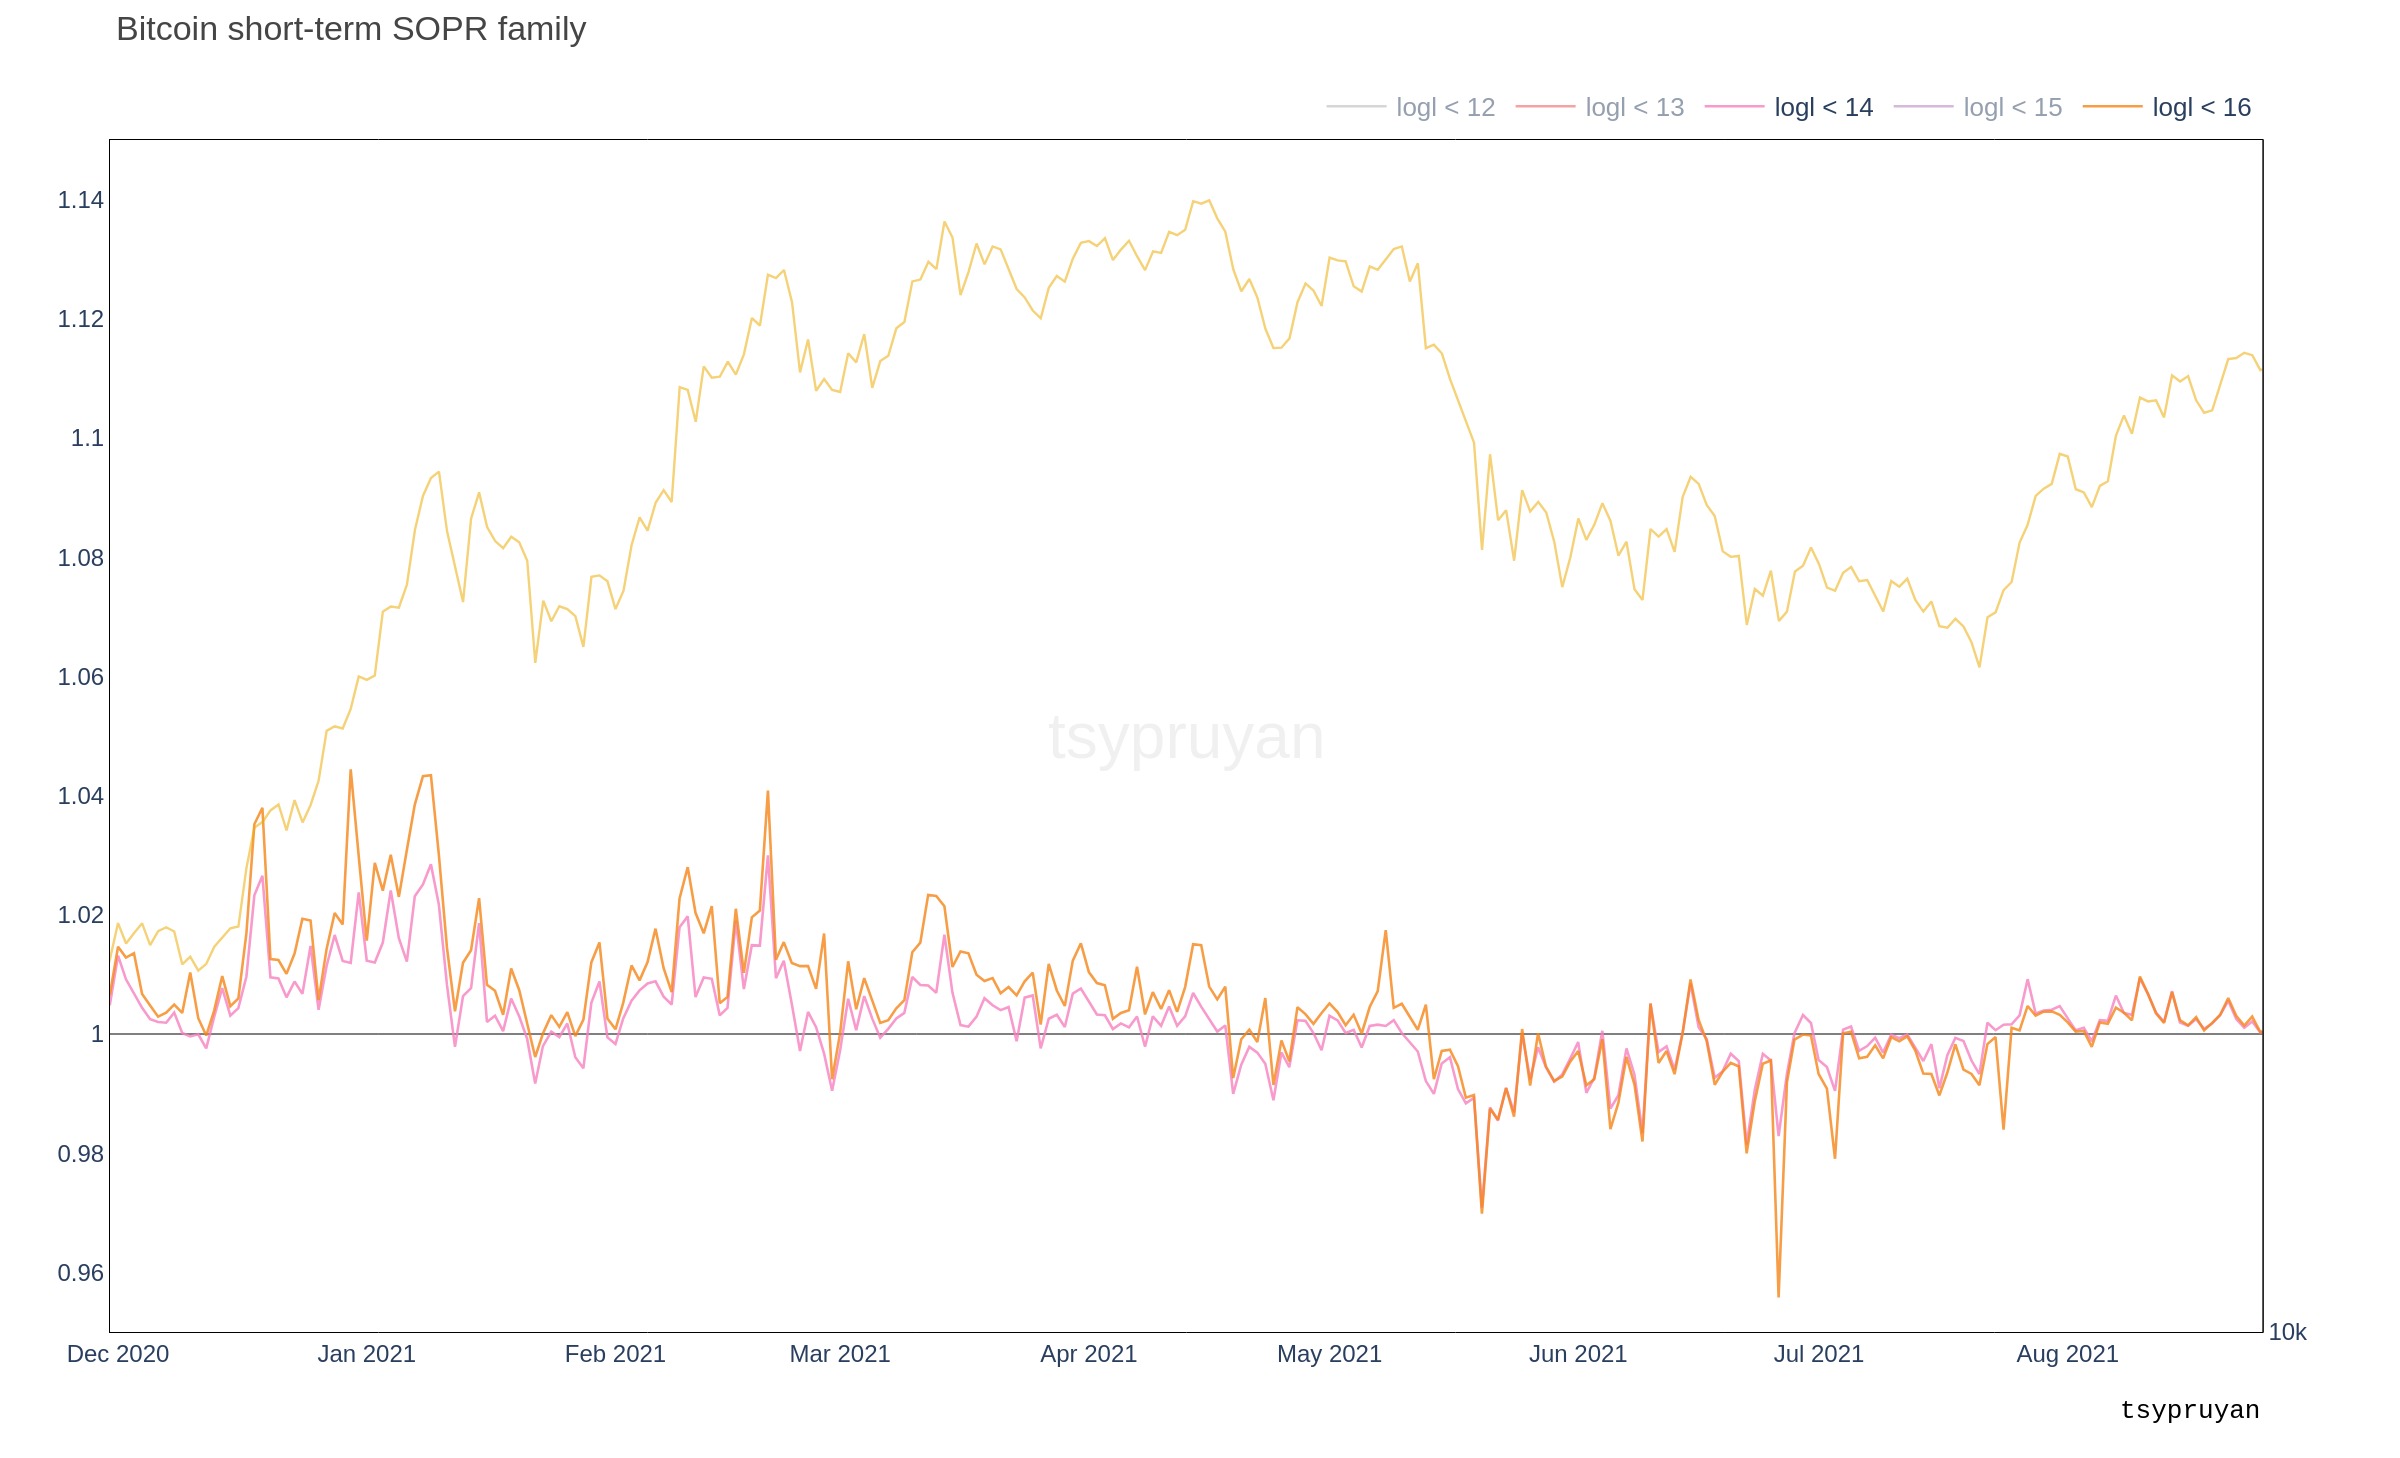 Bitcoin short-term SOPR family
logl < 12 logl < 13 logl < 14 logl < 15 logl < 16
1.14
1.12
1.1
1.08
1.06
tsypruyan
1.04
1.02
1
0.98
0.96
10k
Dec 2020 Jan 2021 Feb 2021 Mar 2021 Apr 2021 May 2021 Jun 2021 Jul 2021 Aug 2021
tsypruyan